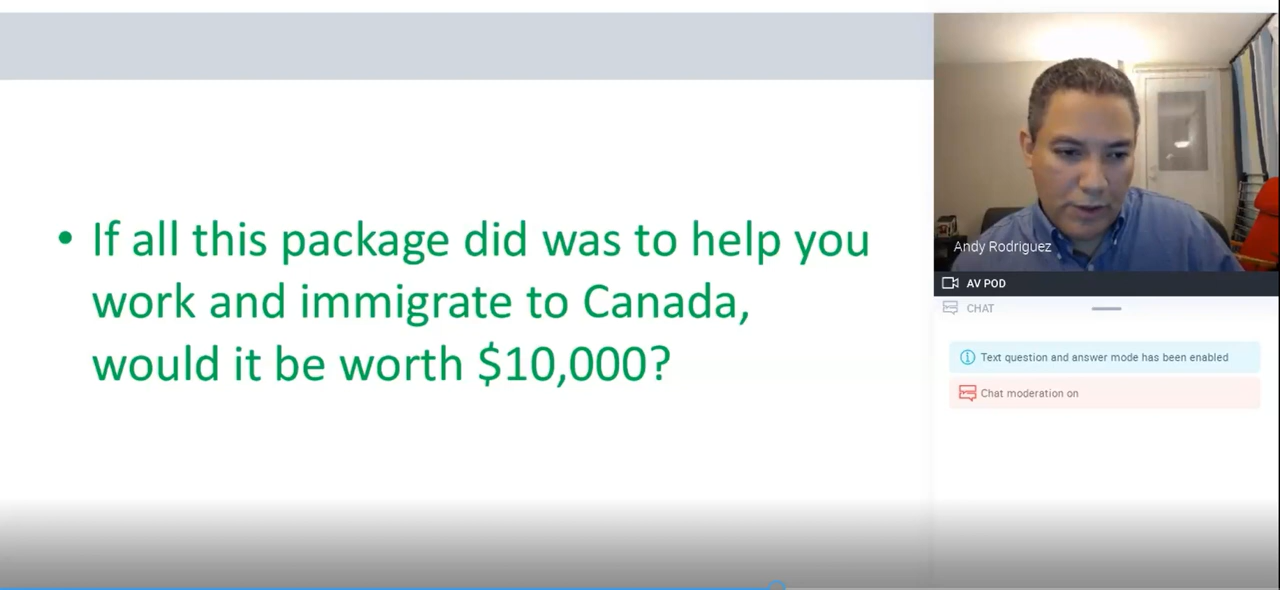 • If all this package did was to help you
work and immigrate to Canada,
would it be worth $10,000?
Andy Rodriguez
AV POD
CHAT
Text question and answer mode has been enabled
Chat moderation on